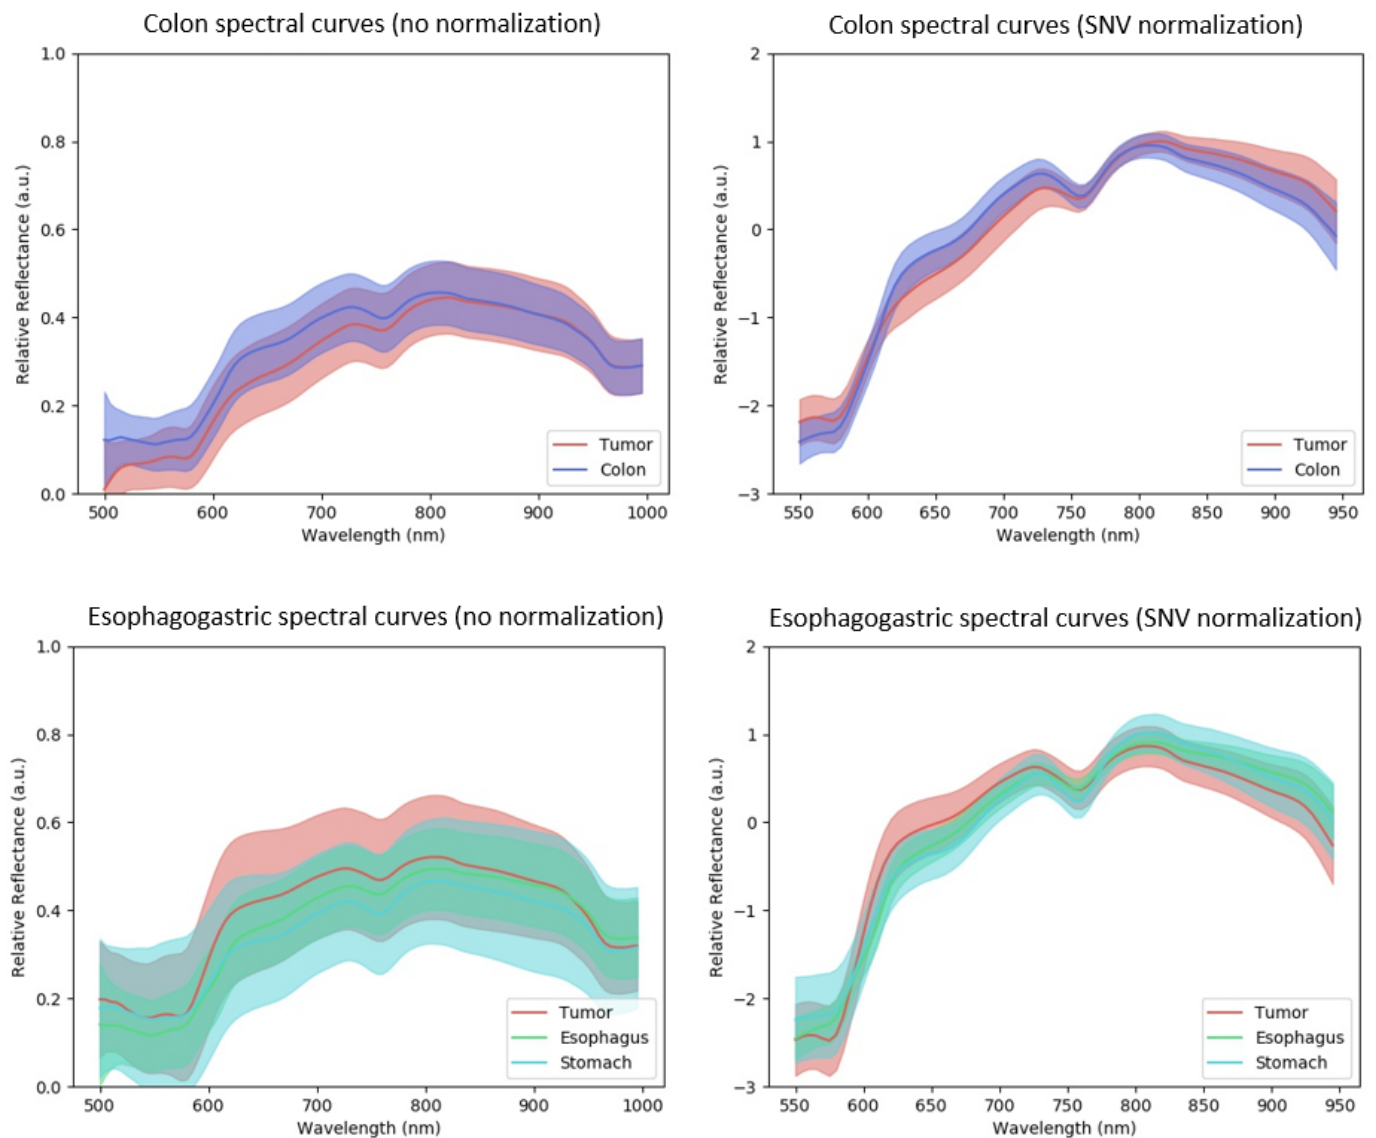 Colon spectral curves (no normalization)
1.0
0.8
0.6
0.4
0.2
0.0
Relative Reflectance (a.u.)
500 600 700 800 900 1000
Wavelength (nm)
Tumor
Colon
Colon spectral curves (SNV normalization)
2
1
0
−1
−2
−3
Relative Reflectance (a.u.)
550 600 650 700 750 800 850 900 950
Wavelength (nm)
Tumor
Colon
Esophagogastric spectral curves (no normalization)
1.0
0.8
0.6
0.4
0.2
0.0
Relative Reflectance (a.u.)
500 600 700 800 900 1000
Wavelength (nm)
Tumor
Esophagus
Stomach
Esophagogastric spectral curves (SNV normalization)
2
1
0
−1
−2
−3
Relative Reflectance (a.u.)
550 600 650 700 750 800 850 900 950
Wavelength (nm)
Tumor
Esophagus
Stomach